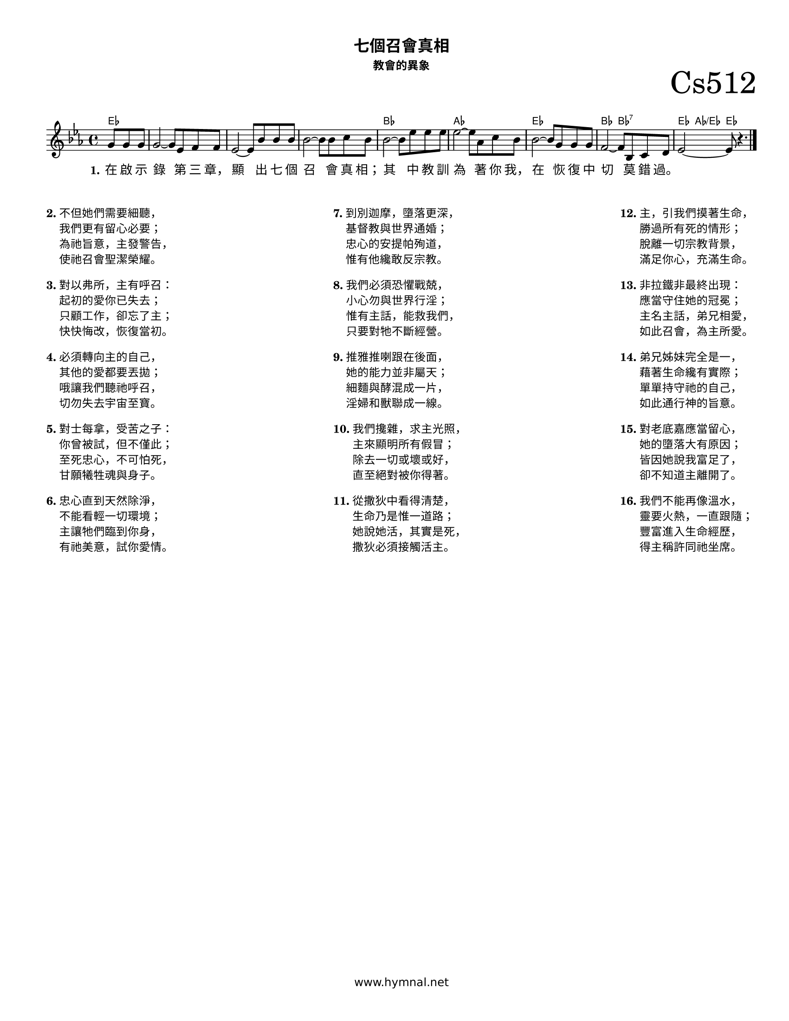 七個召會真相
教會的異象
Cs512
E♭ B♭ A♭ E♭ B♭ B♭7 E♭ A♭/E♭ E♭
1. 在啟示錄第三章，顯出七個召會真相；其中教訓為著你我，在恢復中切莫錯過。
2. 不但她們需要細聽，
我們更有留心必要；
為祂旨意，主發警告，
使祂召會聖潔榮耀。
3. 對以弗所，主有呼召：
起初的愛你已失去；
只顧工作，卻忘了主；
快快悔改，恢復當初。
4. 必須轉向主的自己，
其他的愛都要丟拋；
哦讓我們聽祂呼召，
切勿失去宇宙至寶。
5. 對士每拿，受苦之子：
你曾被試，但不僅此；
至死忠心，不可怕死，
甘願犧牲魂與身子。
6. 忠心直到天然除淨，
不能看輕一切環境；
主讓牠們臨到你身，
有祂美意，試你愛情。
7. 到別迦摩，墮落更深，
基督教與世界通婚；
忠心的安提帕殉道，
惟有他纔敢反宗教。
8. 我們必須恐懼戰兢，
小心勿與世界行淫；
惟有主話，能救我們，
只要對牠不斷經營。
9. 推雅推喇跟在後面，
她的能力並非屬天；
細麵與酵混成一片，
淫婦和獸聯成一線。
10. 我們攙雜，求主光照，
主來顯明所有假冒；
除去一切或壞或好，
直至絕對被你得著。
11. 從撒狄中看得清楚，
生命乃是惟一道路；
她說她活，其實是死，
撒狄必須接觸活主。
12. 主，引我們摸著生命，
勝過所有死的情形；
脫離一切宗教背景，
滿足你心，充滿生命。
13. 非拉鐵非最終出現：
應當守住她的冠冕；
主名主話，弟兄相愛，
如此召會，為主所愛。
14. 弟兄姊妹完全是一，
藉著生命纔有實際；
單單持守祂的自己，
如此通行神的旨意。
15. 對老底嘉應當留心，
她的墮落大有原因；
皆因她說我富足了，
卻不知道主離開了。
16. 我們不能再像溫水，
靈要火熱，一直跟隨；
豐富進入生命經歷，
得主稱許同祂坐席。
www.hymnal.net